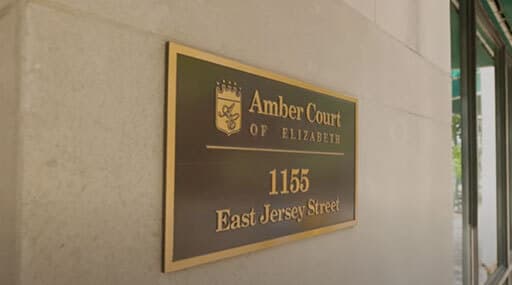 Amber Court
OF ELIZABETH
1155
East Jersey Street